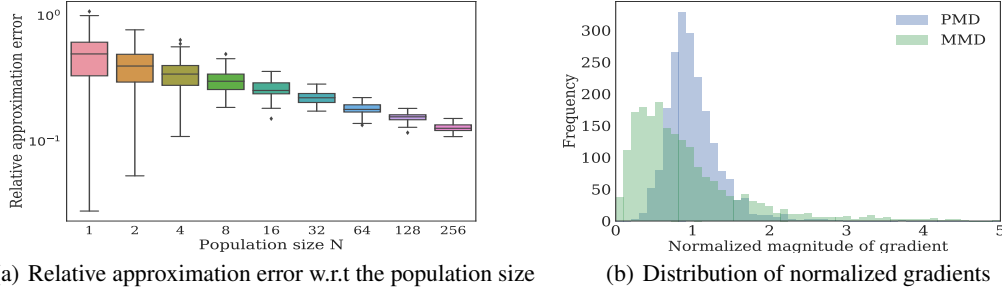 Relative approximation error
10⁰
10⁻¹
1 2 4 8 16 32 64 128 256
Population size N
a) Relative approximation error w.r.t the population size
Frequency
300
250
200
150
100
50
0
PMD
MMD
0 1 2 3 4 5
Normalized magnitude of gradient
(b) Distribution of normalized gradients